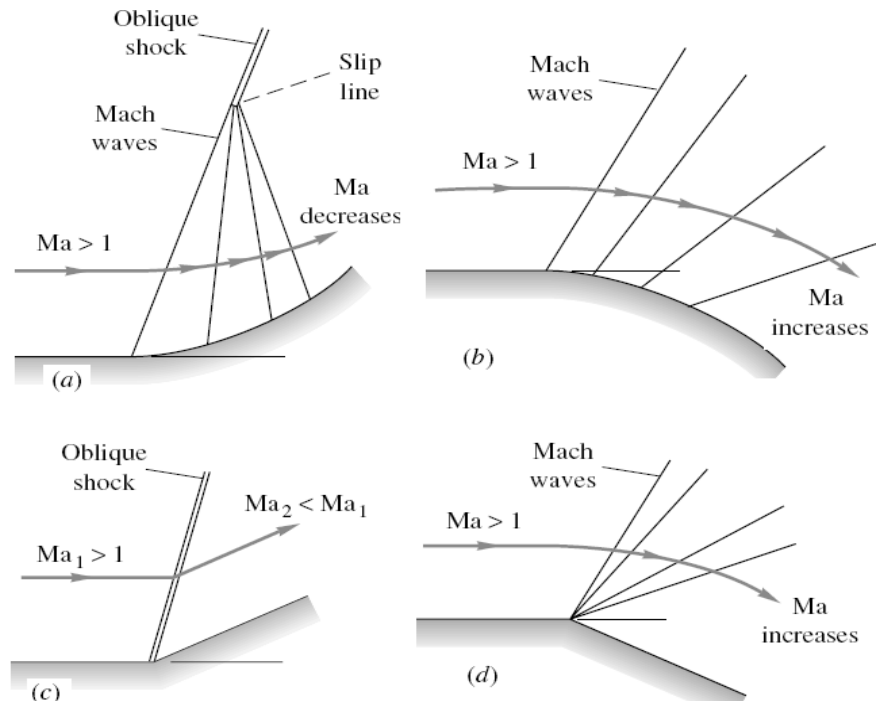 Oblique
shock
Slip
line
Mach
waves
Ma
decreases
Ma > 1
(a)
Mach
waves
Ma > 1
Ma
increases
(b)
Oblique
shock
Ma₂ < Ma₁
Ma₁ > 1
(c)
Mach
waves
Ma > 1
Ma
increases
(d)